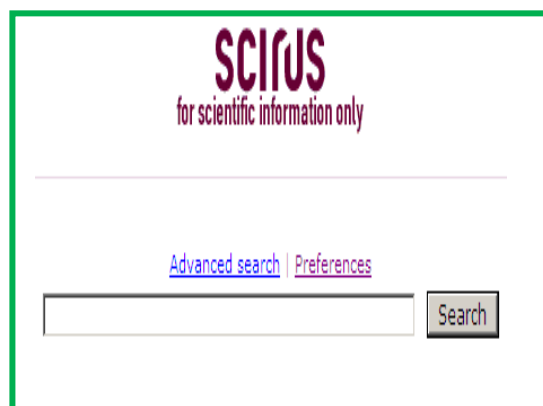 scirus
for scientific information only
Advanced search | Preferences
Search